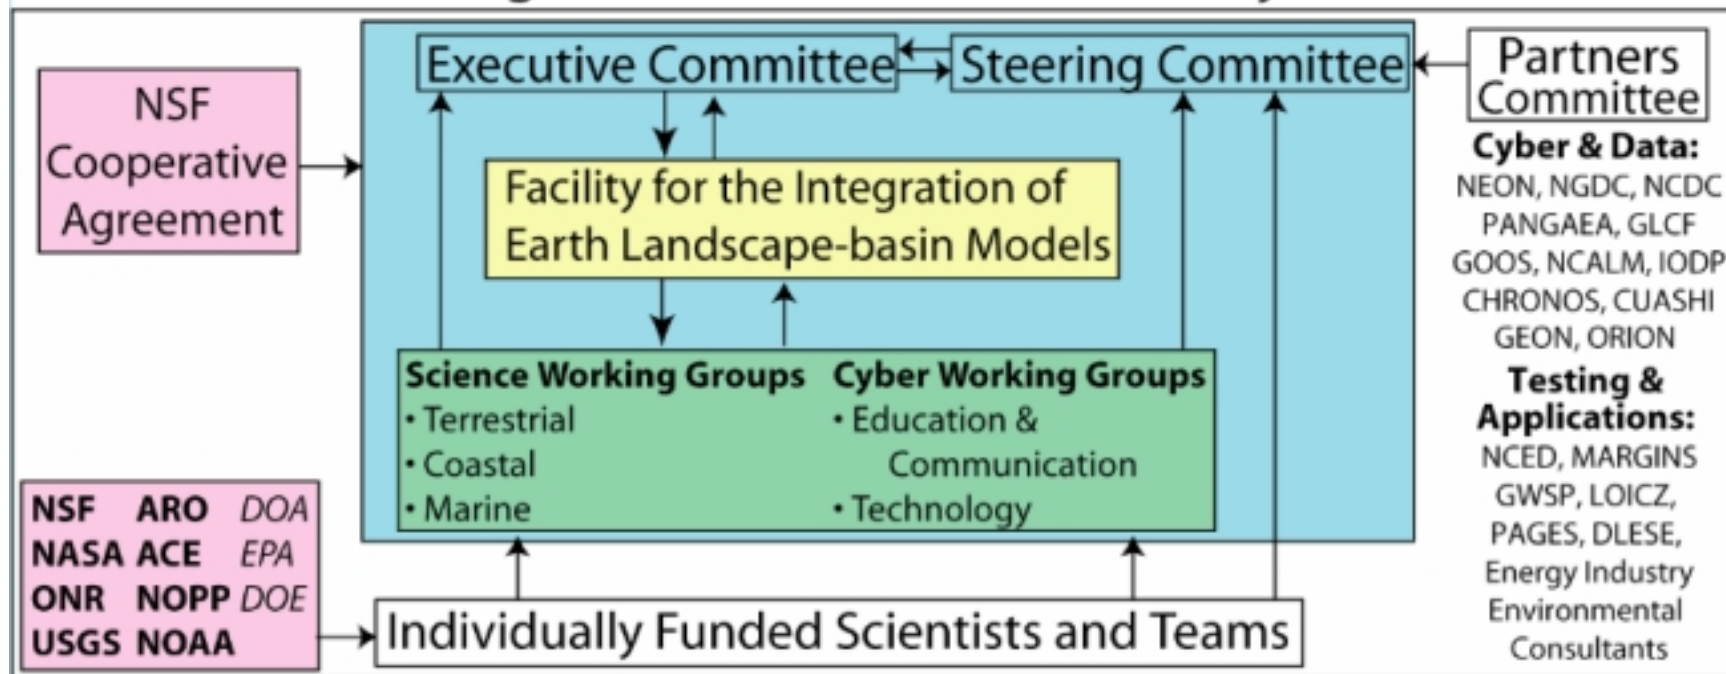 NSF
Cooperative
Agreement
Executive Committee
Steering Committee
Partners
Committee
Facility for the Integration of
Earth Landscape-basin Models
Science Working Groups
• Terrestrial
• Coastal
• Marine
Cyber Working Groups
• Education &
Communication
• Technology
Cyber & Data:
NEON, NGDC, NCDC
PANGAEA, GLCF
GOOS, NCALM, IODP
CHRONOS, CUASHI
GEON, ORION
Testing &
Applications:
NCED, MARGINS
GWSP, LOICZ,
PAGES, DLESE,
Energy Industry
Environmental
Consultants
NSF ARO DOA
NASA ACE EPA
ONR NOPP DOE
USGS NOAA
Individually Funded Scientists and Teams